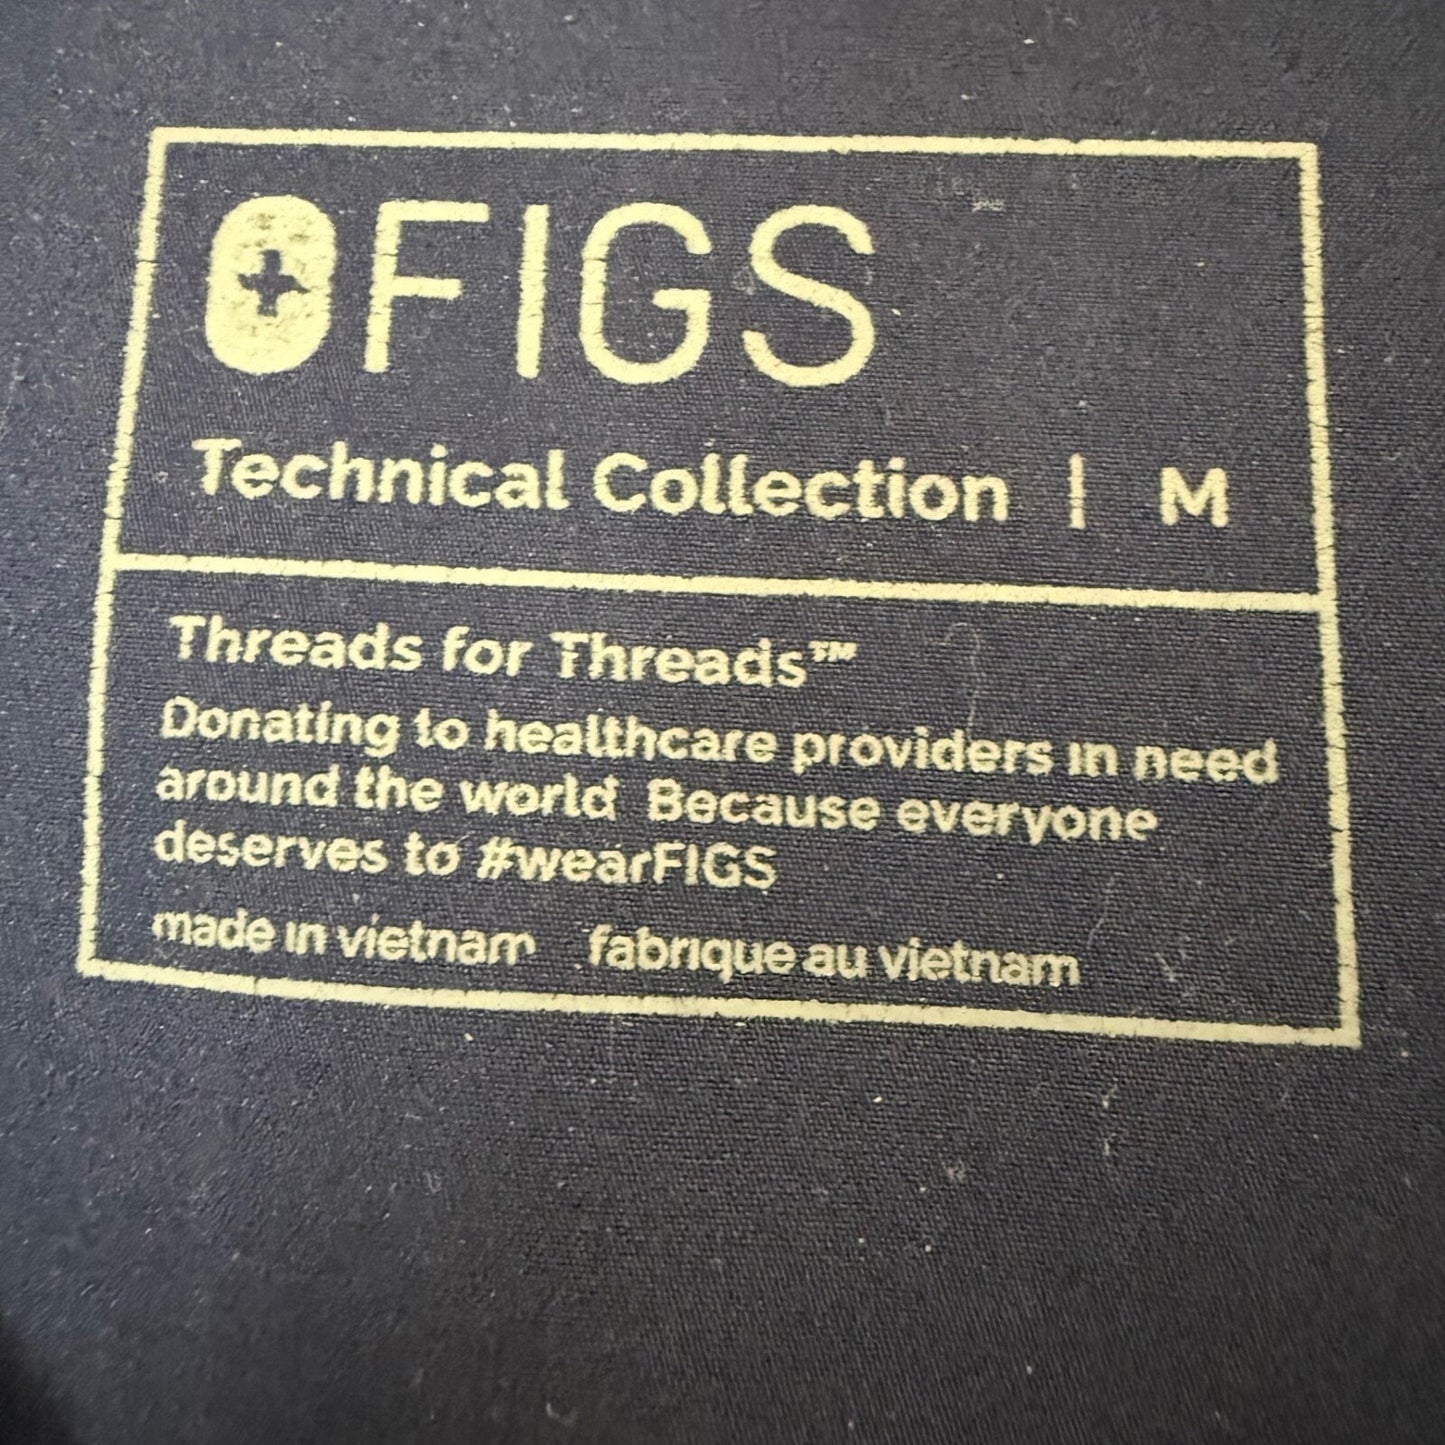 FIGS
Technical Collection | M
Threads for Threads™
Donating to healthcare providers in need
around the world Because everyone
deserves to #wearFIGS
made in vietnam fabrique au vietnam